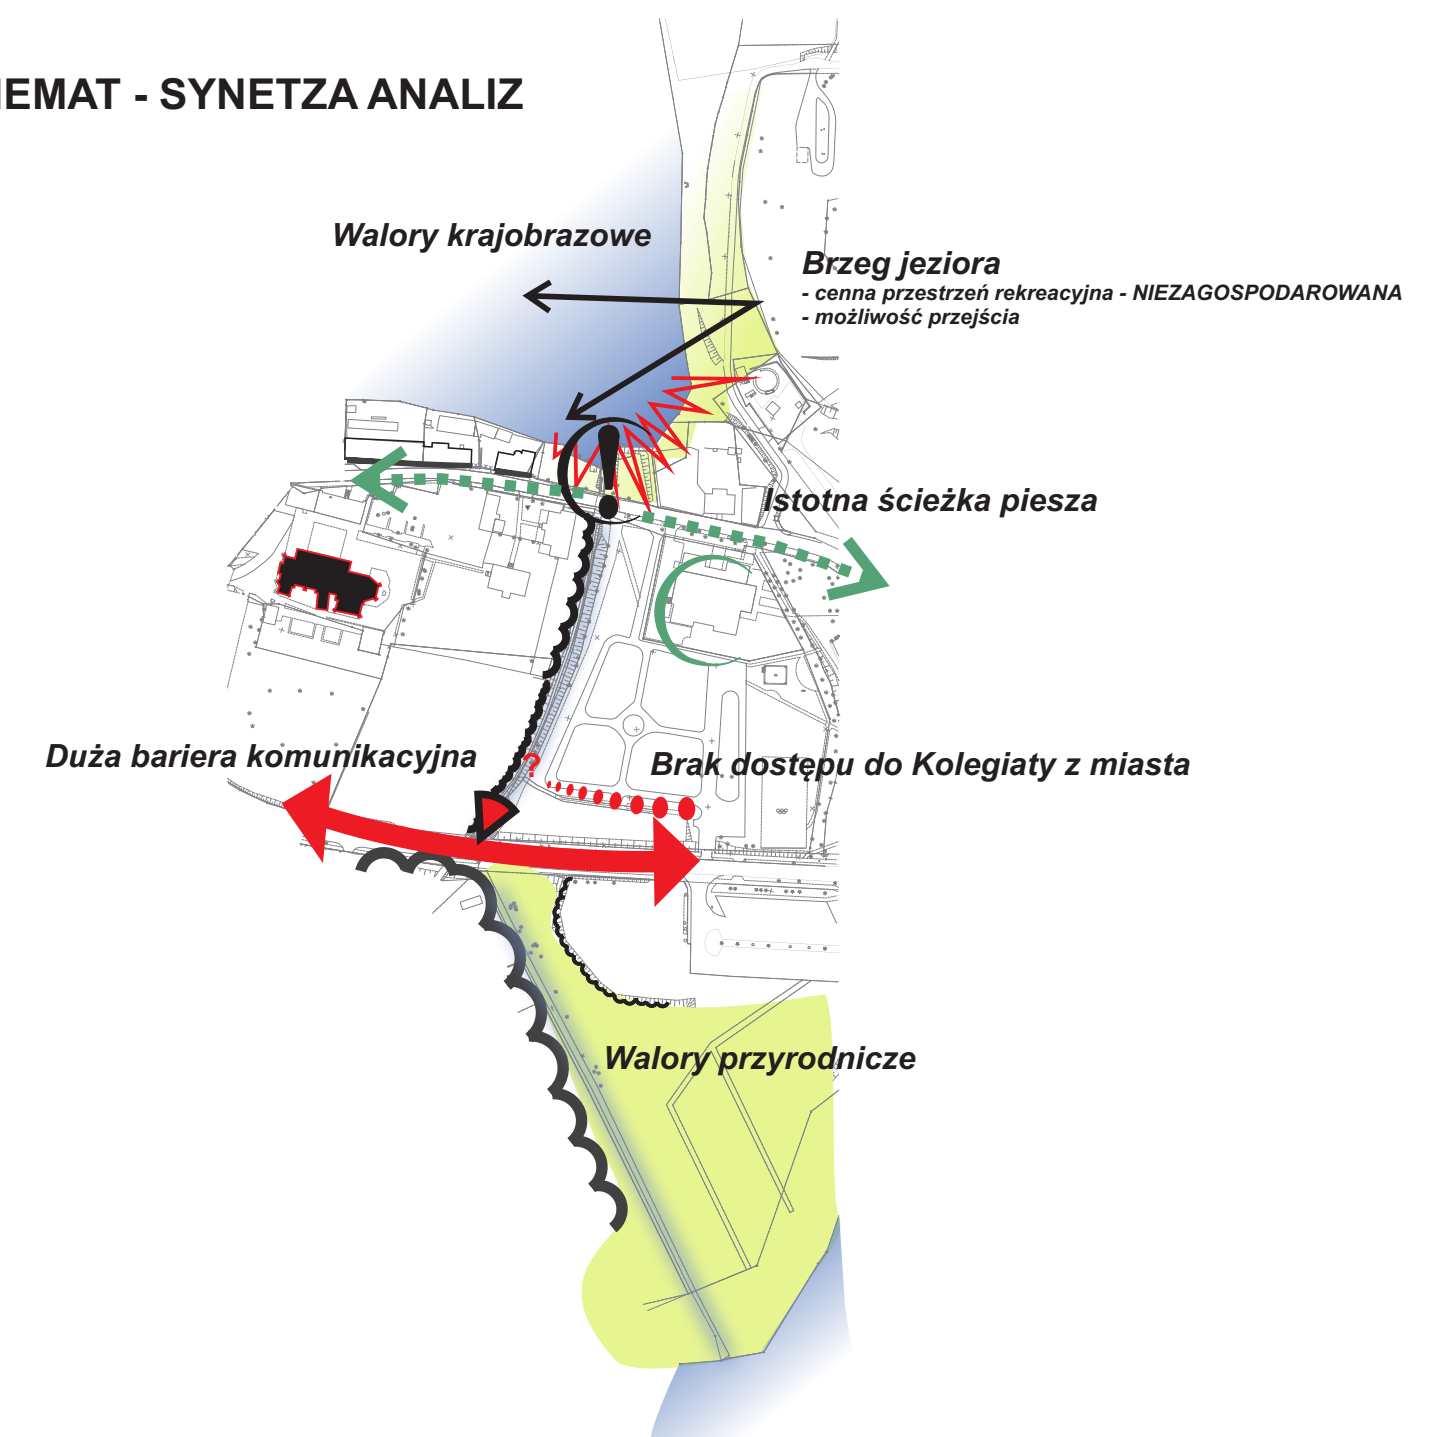 HEMAT - SYNETZA ANALIZ
Walory krajobrazowe
Brzeg jeziora
- cenna przestrzeń rekreacyjna - NIEZAGOSPODAROWANA
- możliwość przejścia
Istotna ścieżka piesza
Duża bariera komunikacyjna
?
Brak dostępu do Kolegiaty z miasta
Walory przyrodnicze